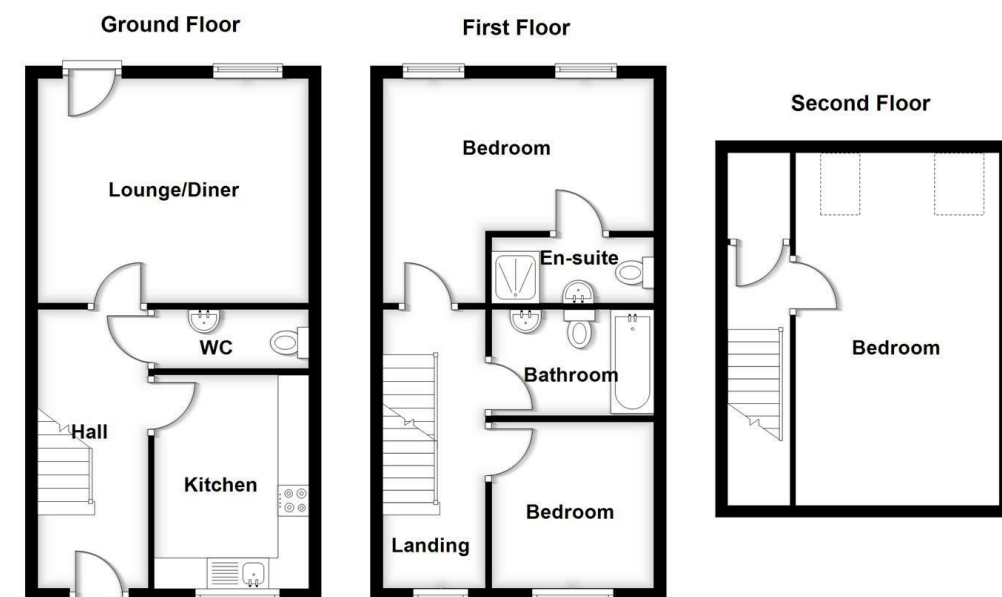 Ground Floor
First Floor
Second Floor
Lounge/Diner
WC
Hall
Kitchen
Bedroom
En-suite
Bathroom
Bedroom
Landing
Bedroom